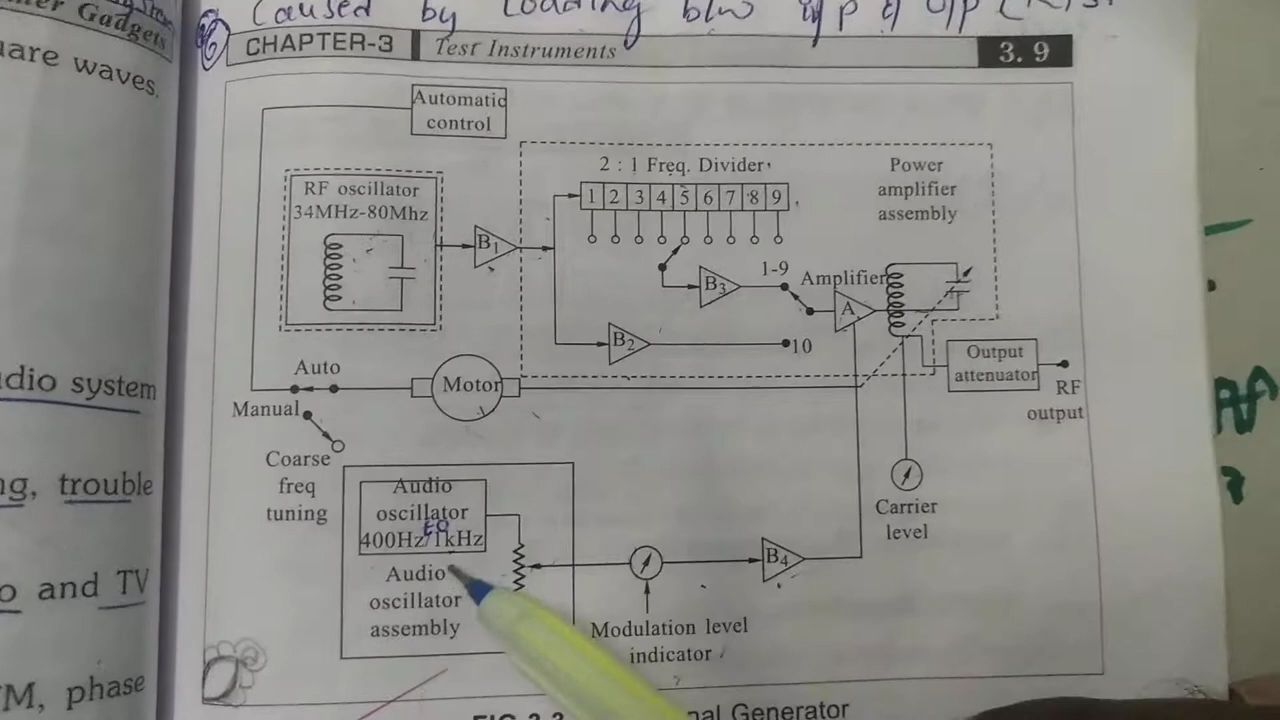 er Gadgets
uare waves.
Caused by Loading b/w i/p & o/p
6
CHAPTER-3 Test Instruments 3. 9
Automatic
control
2 : 1 Freq. Divider
Power
amplifier
assembly
RF oscillator
34MHz-80Mhz
1 2 3 4 5 6 7 8 9
B1
B3
1-9
Amplifier
A
B2
10
Output
attenuator
RF
output
Auto
Motor
Manual
Coarse
freq
tuning
Carrier
level
Audio
oscillator
400Hz/1kHz
to
Audio
oscillator
assembly
B4
Modulation level
indicator
dio system
ng, trouble
o and TV
M, phase
nal Generator